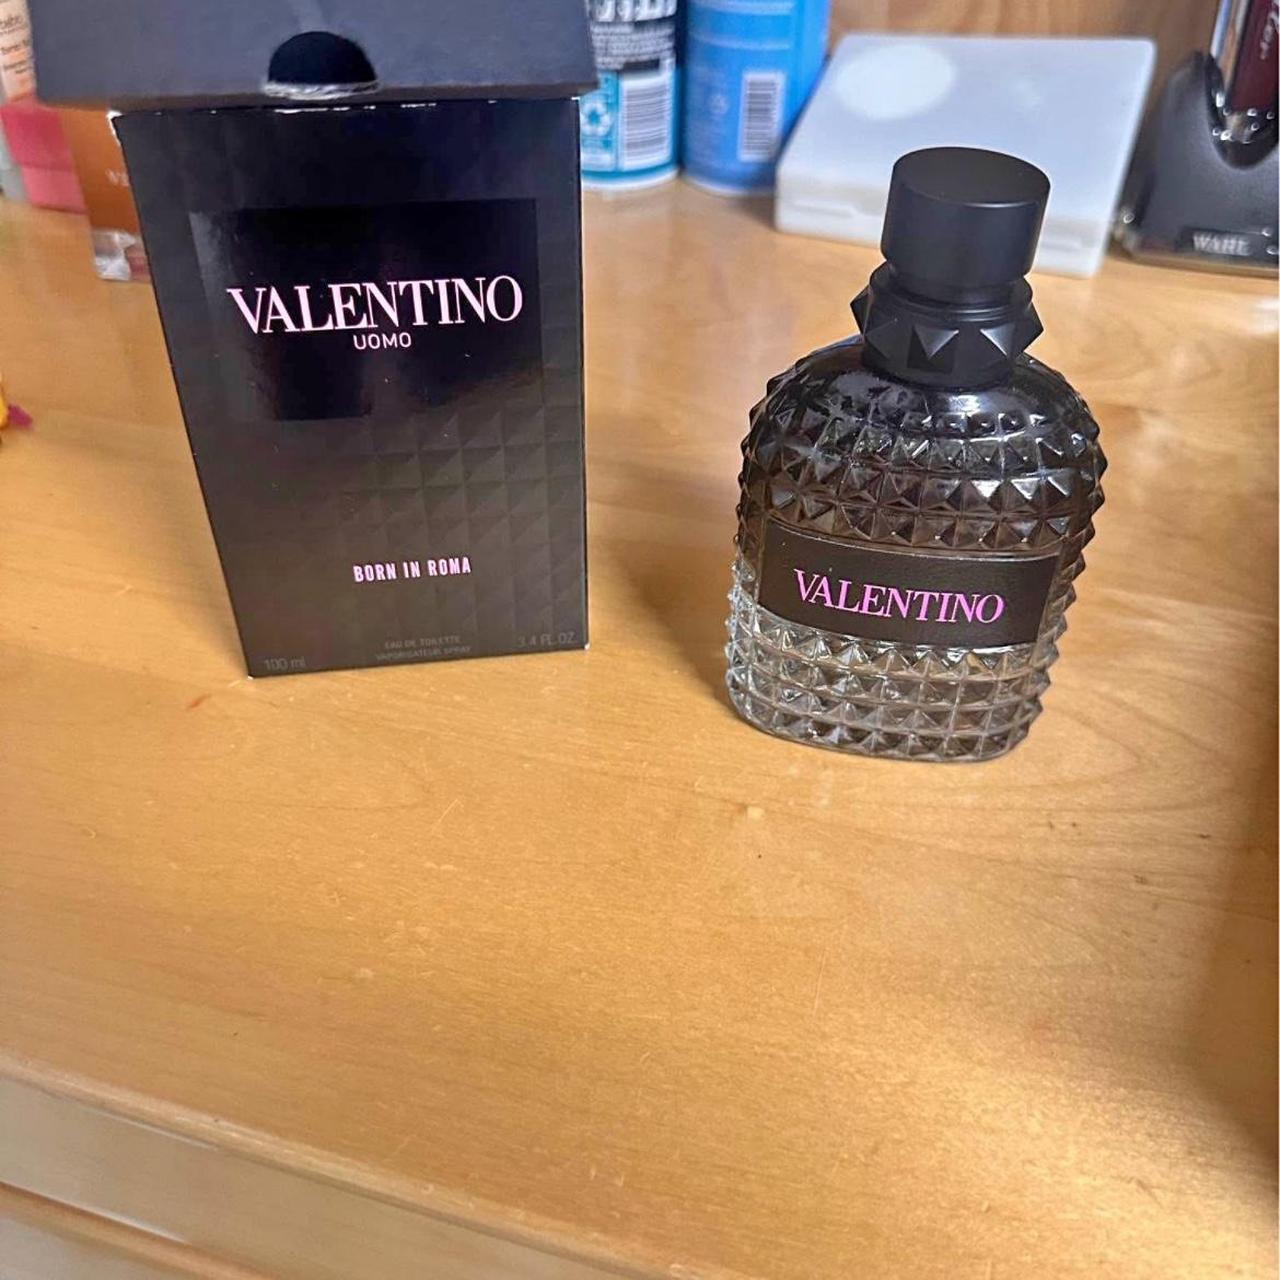 VALENTINO
UOMO
BORN IN ROMA
EAU DE TOILETTE
VAPORISATEUR SPRAY
100 ml
3.4 FL.OZ.
VALENTINO
WAHL